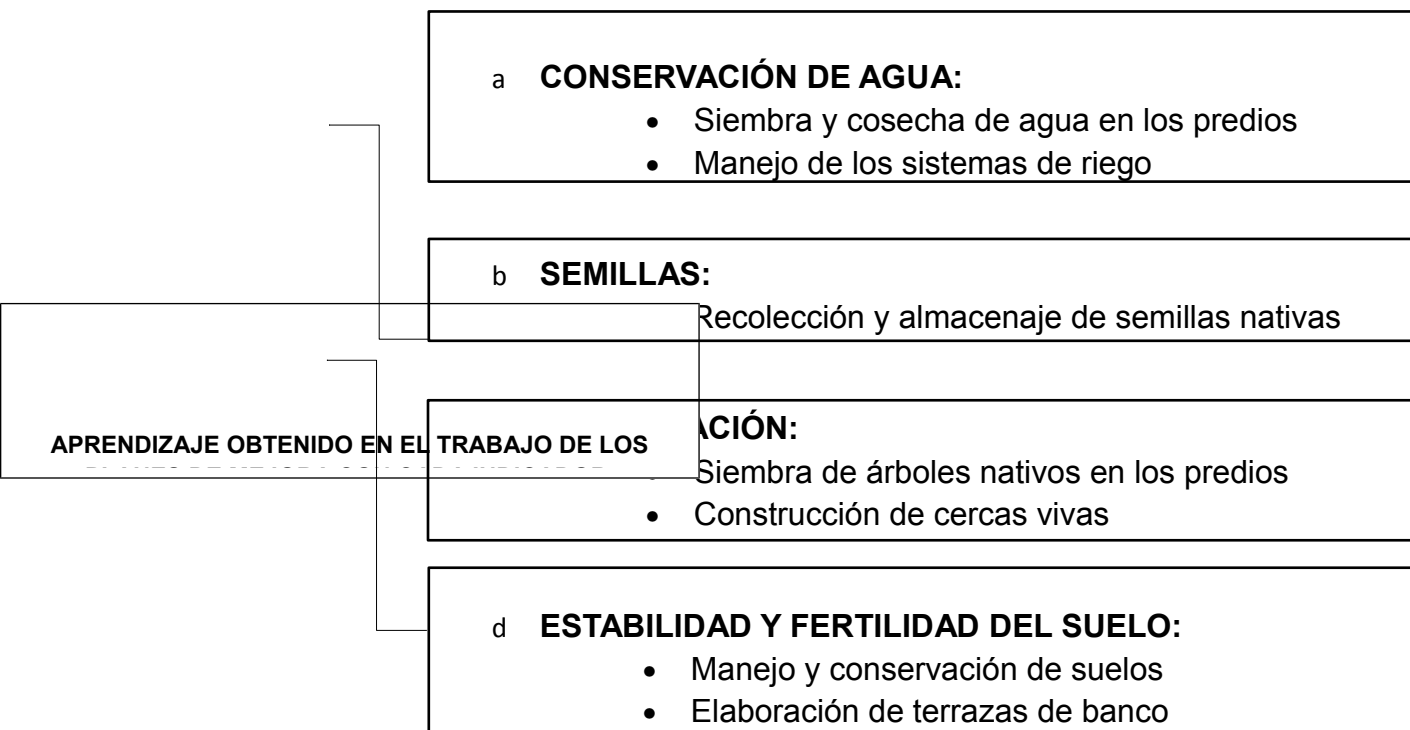 a CONSERVACIÓN DE AGUA:
• Siembra y cosecha de agua en los predios
• Manejo de los sistemas de riego
b SEMILLAS:
Recolección y almacenaje de semillas nativas
APRENDIZAJE OBTENIDO EN EL TRABAJO DE LOS
• Siembra de árboles nativos en los predios
• Construcción de cercas vivas
d ESTABILIDAD Y FERTILIDAD DEL SUELO:
• Manejo y conservación de suelos
• Elaboración de terrazas de banco